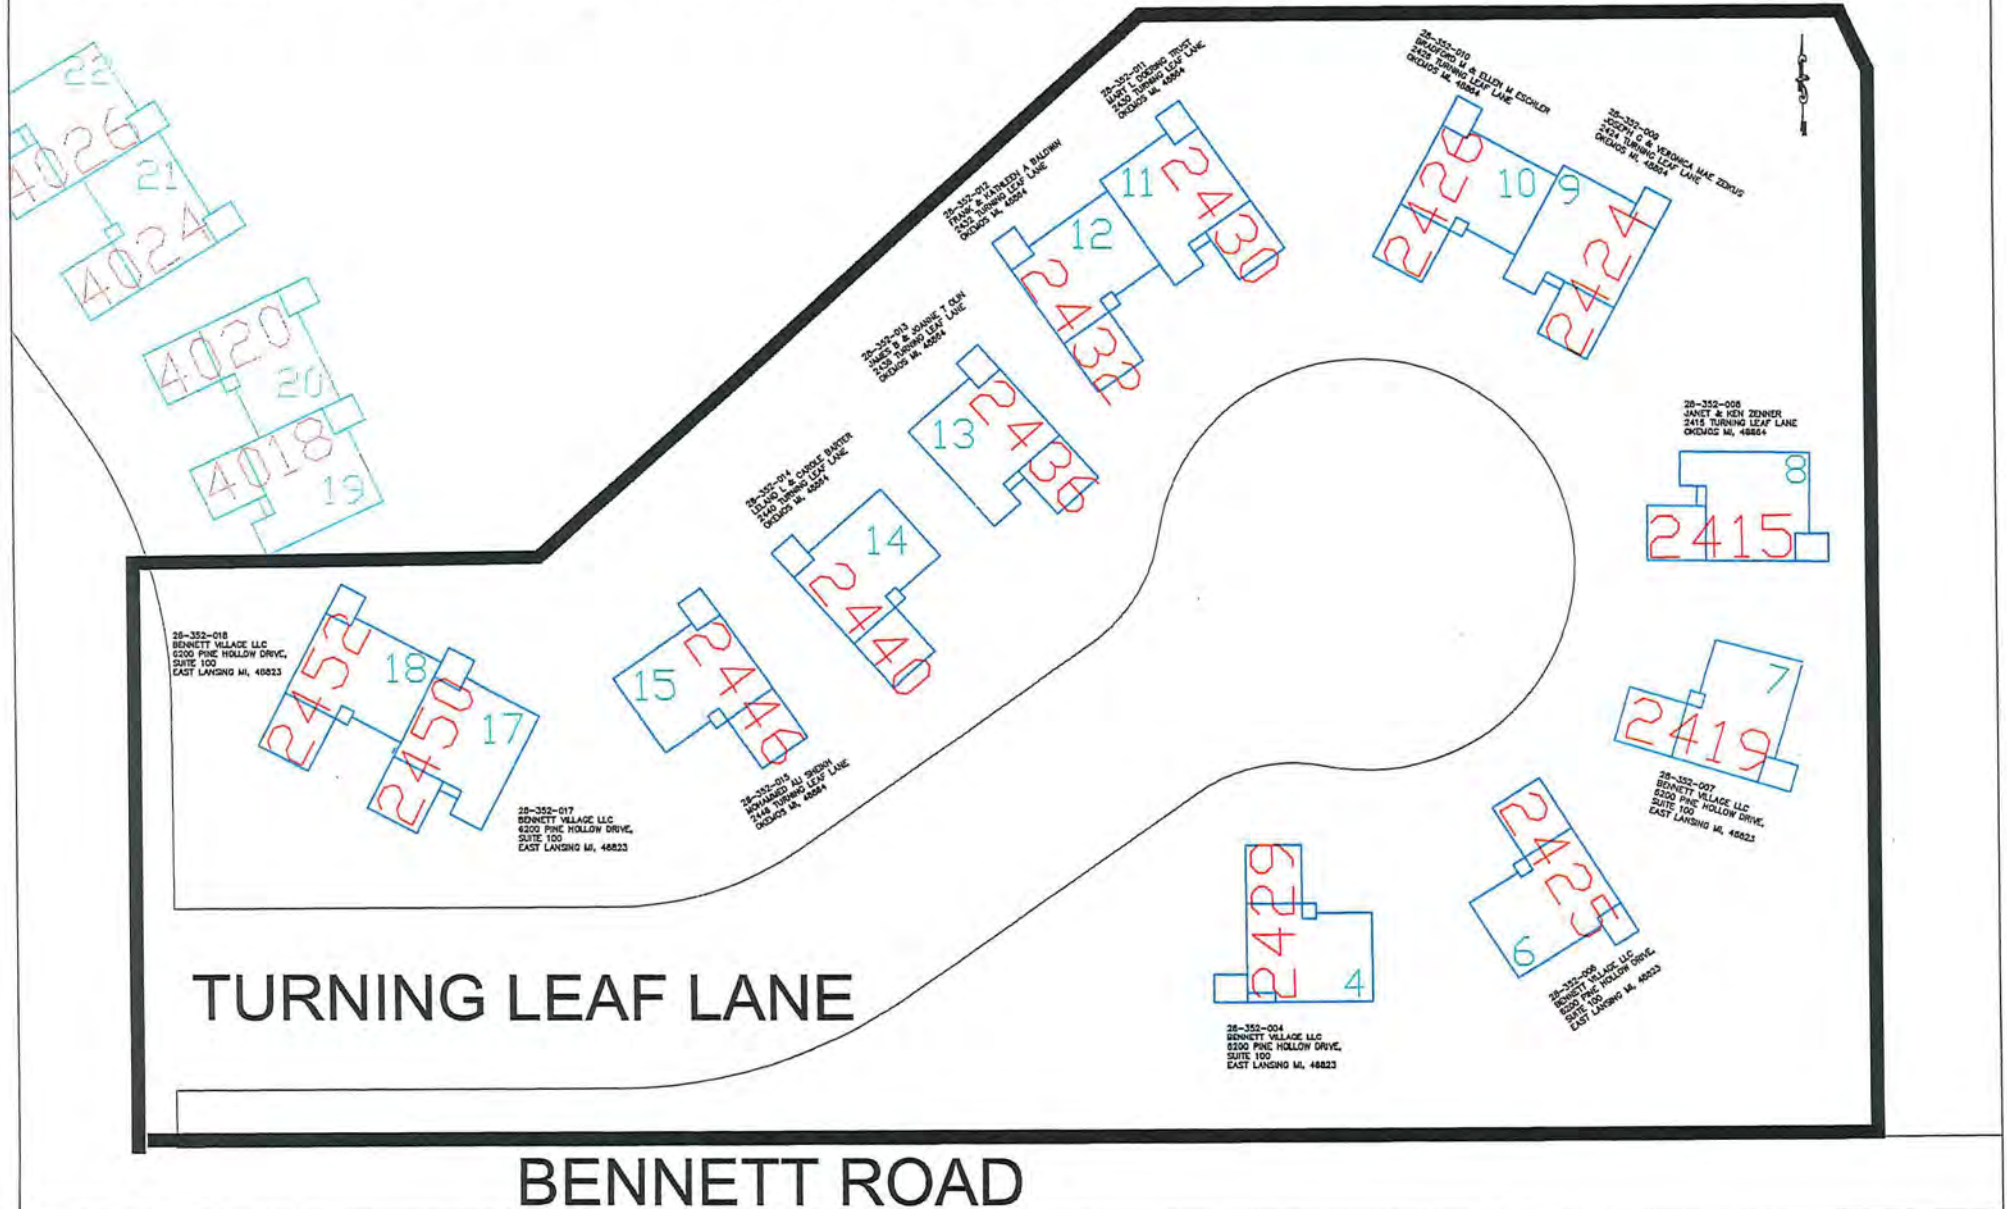 28-352-010
BRADFORD M & ELLEN M ESCHLER
2426 TURNING LEAF LANE
OKEMOS MI, 48864
28-352-011
MARY L DOERING TRUST
2430 TURNING LEAF LANE
OKEMOS MI, 48864
28-352-009
JOSEPH G & VERONICA MAE ZEKUS
2424 TURNING LEAF LANE
OKEMOS MI, 48864
22
4026
21
4024
28-352-012
FRANK & KATHLEEN A BALDWIN
2432 TURNING LEAF LANE
OKEMOS MI, 48864
11
2430
12
2432
2426
10
9
2424
4020
20
4018
19
28-352-013
JAMES B & JOANNE T OLIN
2436 TURNING LEAF LANE
OKEMOS MI, 48864
13
2436
28-352-008
JANET & KEN ZENNER
2415 TURNING LEAF LANE
OKEMOS MI, 48864
8
2415
28-352-014
LELAND L & CAROLE BAXTER
2440 TURNING LEAF LANE
OKEMOS MI, 48864
14
2440
28-352-018
BENNETT VILLAGE LLC
6200 PINE HOLLOW DRIVE,
SUITE 100
EAST LANSING MI, 48823
2452
18
2450
17
15
2446
7
2419
28-352-015
MOHAMMED ALI SHEIKH
2446 TURNING LEAF LANE
OKEMOS MI, 48864
28-352-017
BENNETT VILLAGE LLC
6200 PINE HOLLOW DRIVE,
SUITE 100
EAST LANSING MI, 48823
28-352-007
BENNETT VILLAGE LLC
6200 PINE HOLLOW DRIVE,
SUITE 100
EAST LANSING MI, 48823
2429
4
2425
6
28-352-006
BENNETT VILLAGE LLC
6200 PINE HOLLOW DRIVE,
SUITE 100
EAST LANSING MI, 48823
28-352-004
BENNETT VILLAGE LLC
6200 PINE HOLLOW DRIVE,
SUITE 100
EAST LANSING MI, 48823
TURNING LEAF LANE
BENNETT ROAD